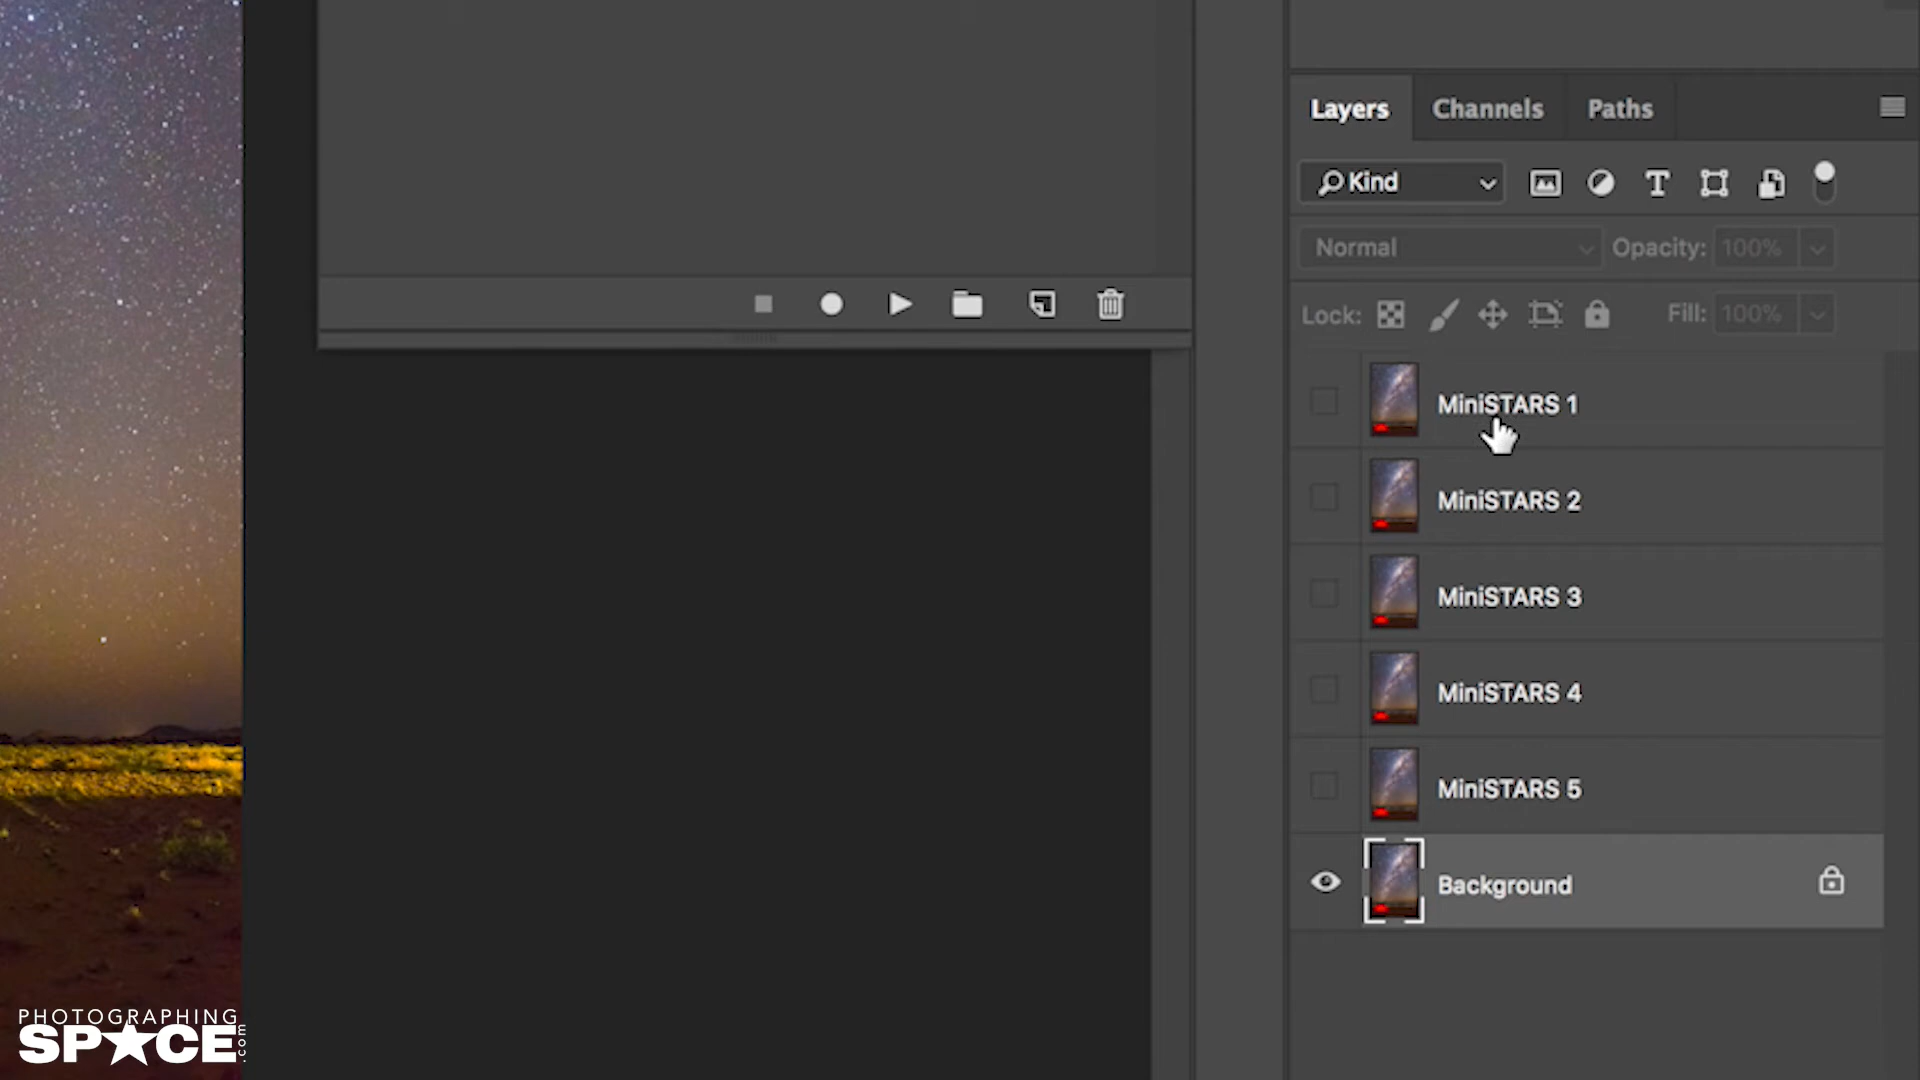 Layers Channels Paths
Kind
Normal Opacity: 100%
Lock: Fill: 100%
MiniSTARS 1
MiniSTARS 2
MiniSTARS 3
MiniSTARS 4
MiniSTARS 5
Background
PHOTOGRAPHING
SPACE.com